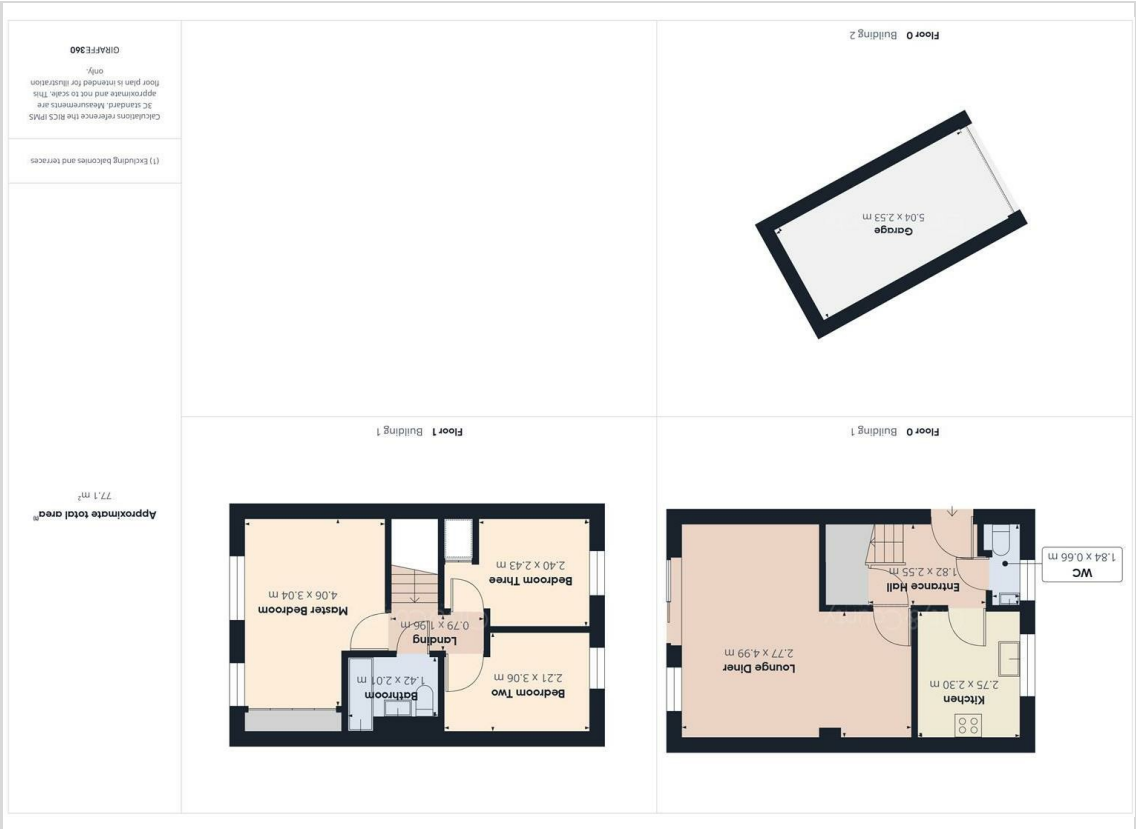 Floor 0 Building 1
WC
1.84 x 0.66 m
Entrance Hall
1.82 x 2.55 m
Kitchen
2.75 x 2.30 m
Lounge Diner
2.77 x 4.99 m
Floor 1 Building 1
Bedroom Three
2.40 x 2.43 m
Bedroom Two
2.21 x 3.06 m
Landing
0.79 x 1.96 m
Bathroom
1.42 x 2.01 m
Master Bedroom
4.06 x 3.04 m
Floor 0 Building 2
Garage
5.04 x 2.53 m
Approximate total area(1)
77.1 m²
(1) Excluding balconies and terraces
Calculations reference the RICS IPMS
3C standard. Measurements are
approximate and not to scale. This
floor plan is intended for illustration
only.
GIRAFFE360